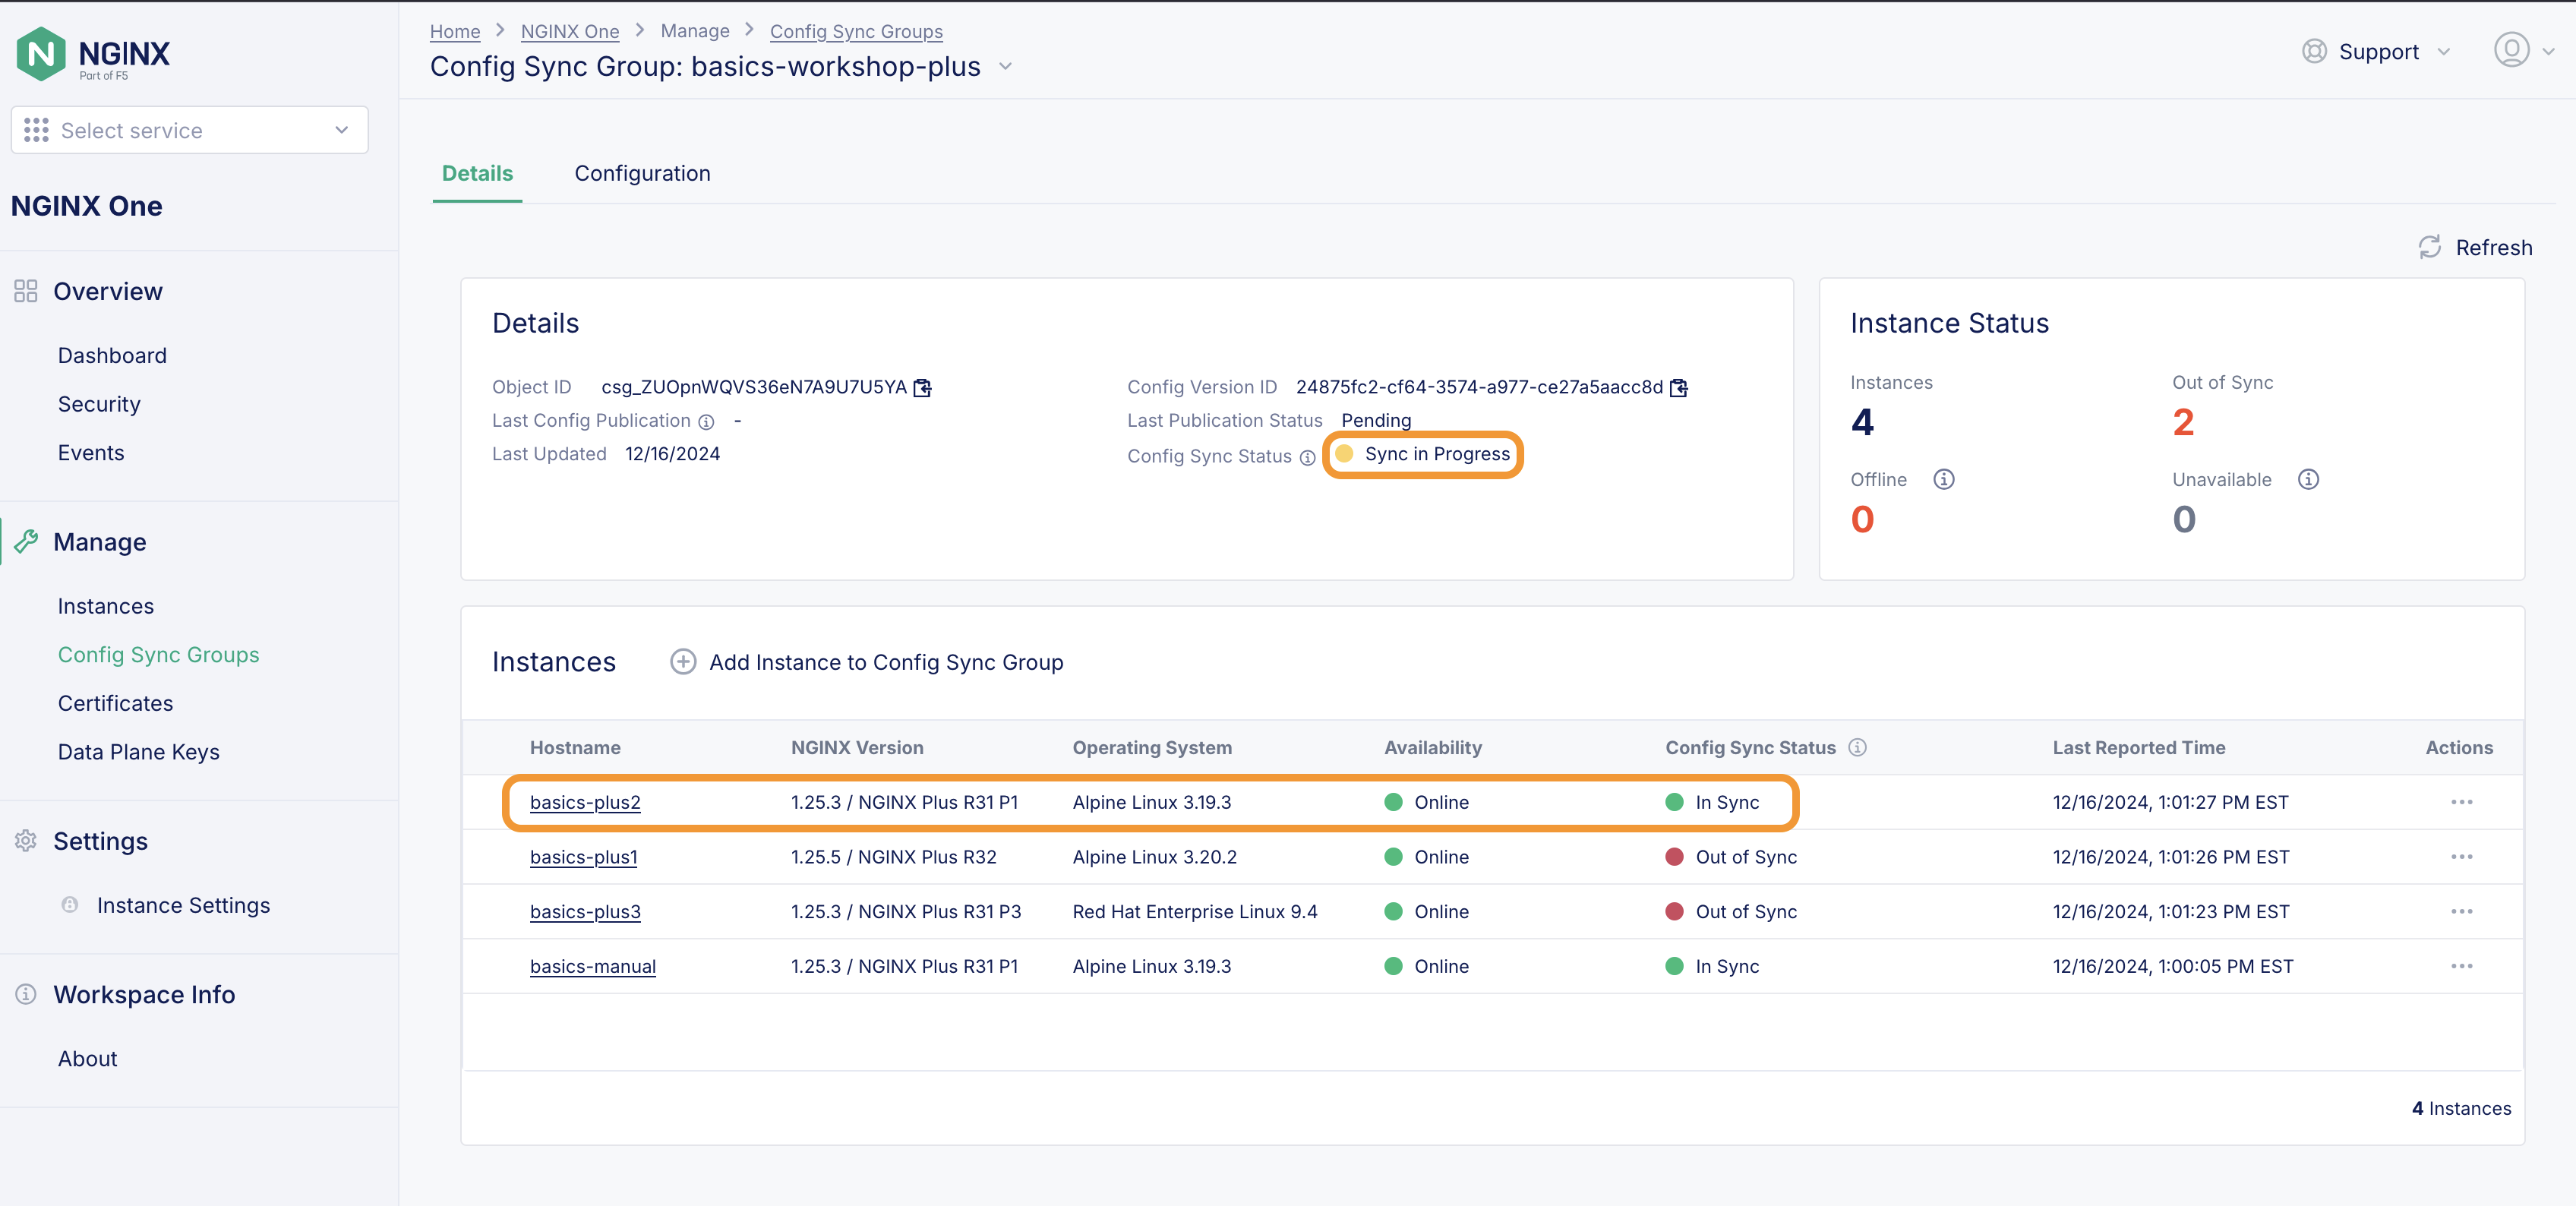 NGINX
Part of F5
Select service
NGINX One
Overview
Dashboard
Security
Events
Manage
Instances
Config Sync Groups
Certificates
Data Plane Keys
Settings
Instance Settings
Workspace Info
About
Home > NGINX One > Manage > Config Sync Groups
Config Sync Group: basics-workshop-plus
Support
Details Configuration
Refresh
Details
Object ID csg_ZUOpnWQVS36eN7A9U7U5YA
Last Config Publication -
Last Updated 12/16/2024
Config Version ID 24875fc2-cf64-3574-a977-ce27a5aacc8d
Last Publication Status Pending
Config Sync Status Sync in Progress
Instance Status
Instances Out of Sync
4 2
Offline Unavailable
0 0
Instances Add Instance to Config Sync Group
Hostname NGINX Version Operating System Availability Config Sync Status Last Reported Time Actions
basics-plus2 1.25.3 / NGINX Plus R31 P1 Alpine Linux 3.19.3 Online In Sync 12/16/2024, 1:01:27 PM EST ...
basics-plus1 1.25.5 / NGINX Plus R32 Alpine Linux 3.20.2 Online Out of Sync 12/16/2024, 1:01:26 PM EST ...
basics-plus3 1.25.3 / NGINX Plus R31 P3 Red Hat Enterprise Linux 9.4 Online Out of Sync 12/16/2024, 1:01:23 PM EST ...
basics-manual 1.25.3 / NGINX Plus R31 P1 Alpine Linux 3.19.3 Online In Sync 12/16/2024, 1:00:05 PM EST ...
4 Instances